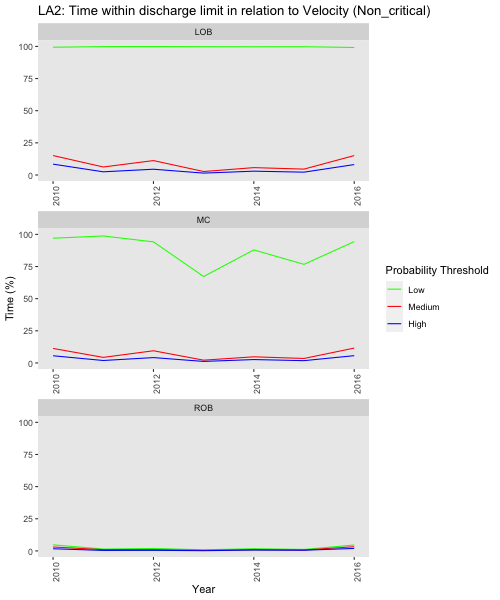 LA2: Time within discharge limit in relation to Velocity (Non_critical)
LOB
100
75
50
25
0
2010
2012
2014
2016
MC
100
75
50
25
0
2010
2012
2014
2016
ROB
100
75
50
25
0
2010
2012
2014
2016
Time (%)
Year
Probability Threshold
Low
Medium
High